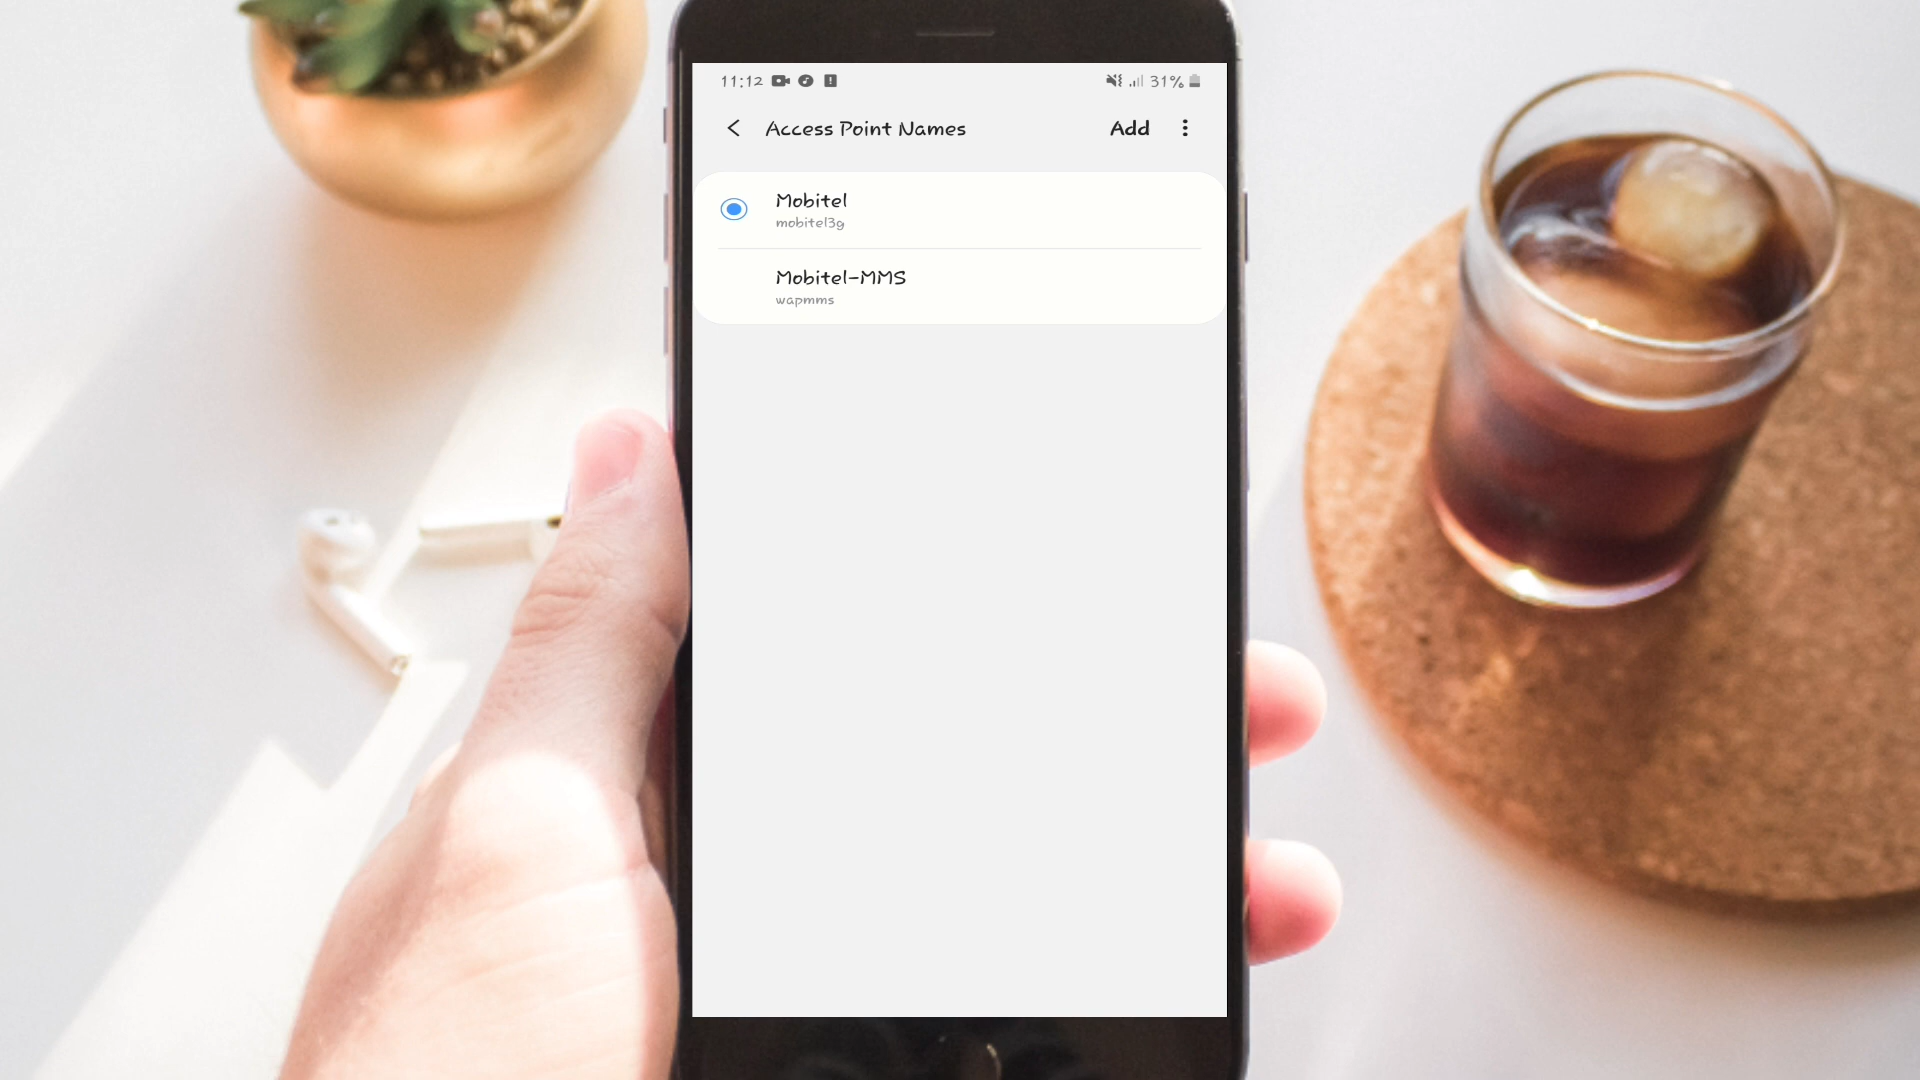 11:12
31%
Access Point Names
Add
Mobitel
mobitel3g
Mobitel-MMS
wapmms